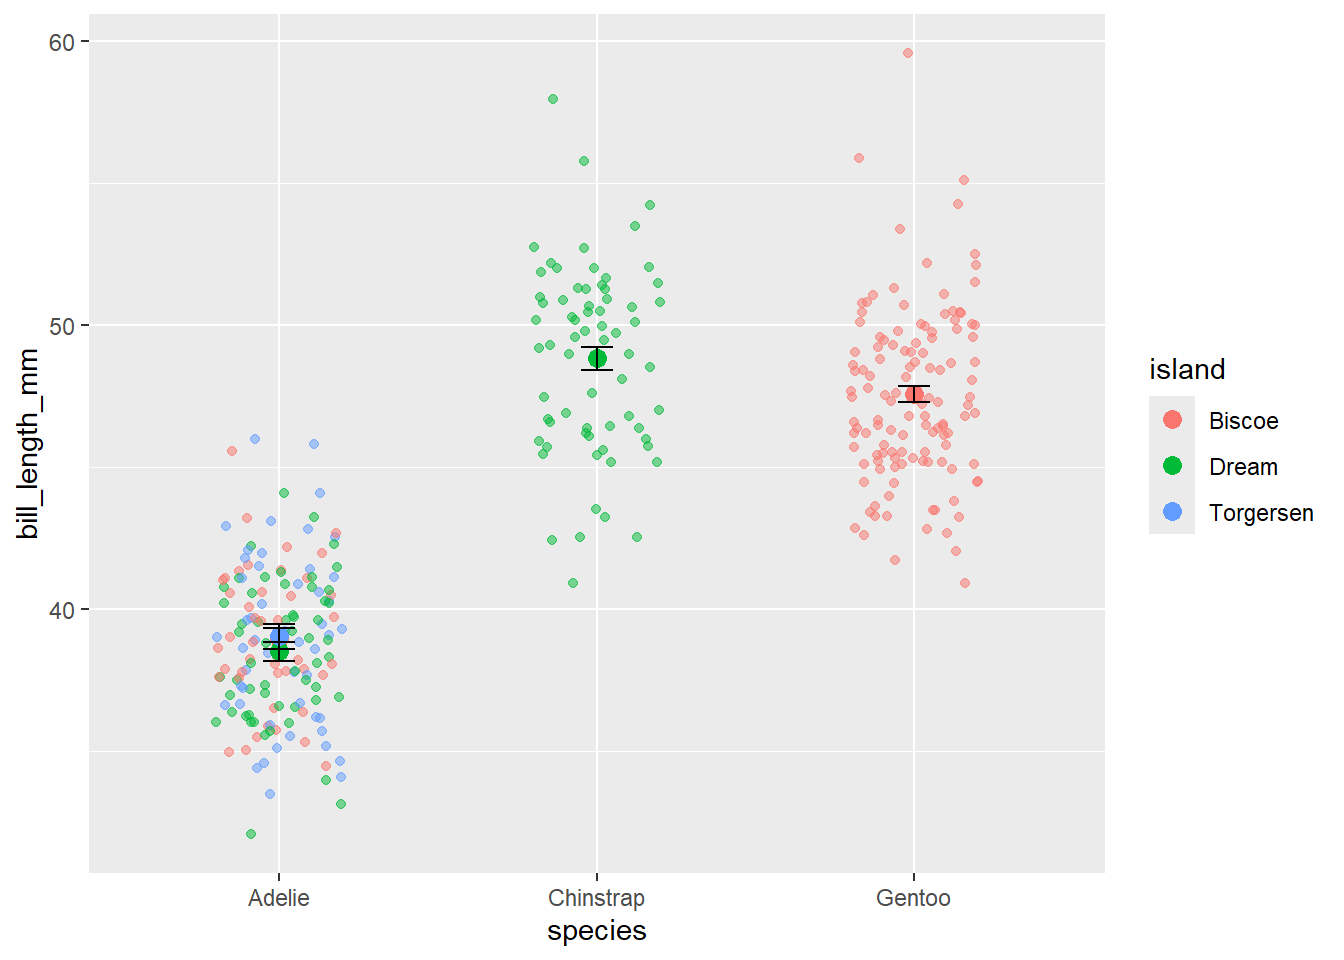 60
50
40
bill_length_mm
Adelie
Chinstrap
Gentoo
species
island
Biscoe
Dream
Torgersen